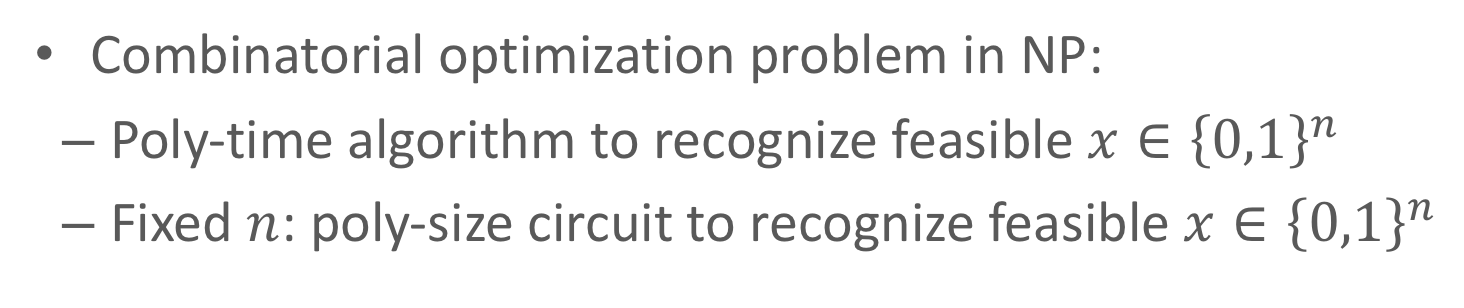 • Combinatorial optimization problem in NP:
– Poly-time algorithm to recognize feasible 𝑥 ∈ {0,1}ⁿ
– Fixed 𝑛: poly-size circuit to recognize feasible 𝑥 ∈ {0,1}ⁿ